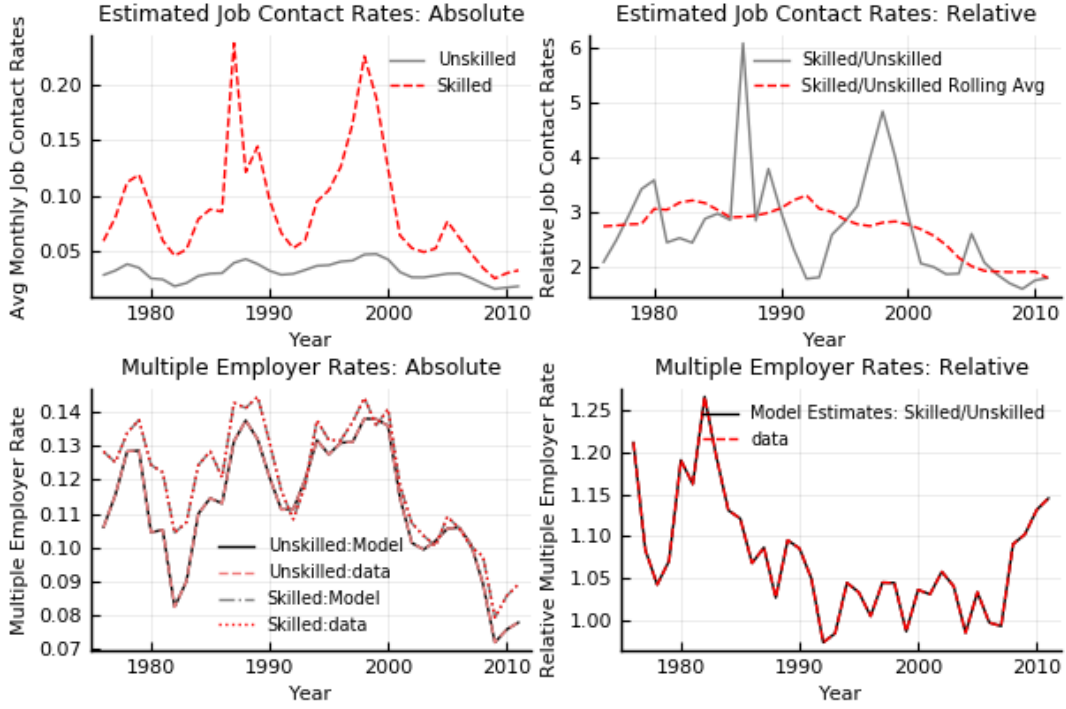 Estimated Job Contact Rates: Absolute
Avg Monthly Job Contact Rates
0.20
0.15
0.10
0.05
Unskilled
Skilled
1980
1990
2000
2010
Year
Estimated Job Contact Rates: Relative
Relative Job Contact Rates
6
5
4
3
2
Skilled/Unskilled
Skilled/Unskilled Rolling Avg
1980
1990
2000
2010
Year
Multiple Employer Rates: Absolute
Multiple Employer Rate
0.14
0.13
0.12
0.11
0.10
0.09
0.08
0.07
Unskilled:Model
Unskilled:data
Skilled:Model
Skilled:data
1980
1990
2000
2010
Year
Multiple Employer Rates: Relative
Relative Multiple Employer Rate
1.25
1.20
1.15
1.10
1.05
1.00
Model Estimates: Skilled/Unskilled
data
1980
1990
2000
2010
Year